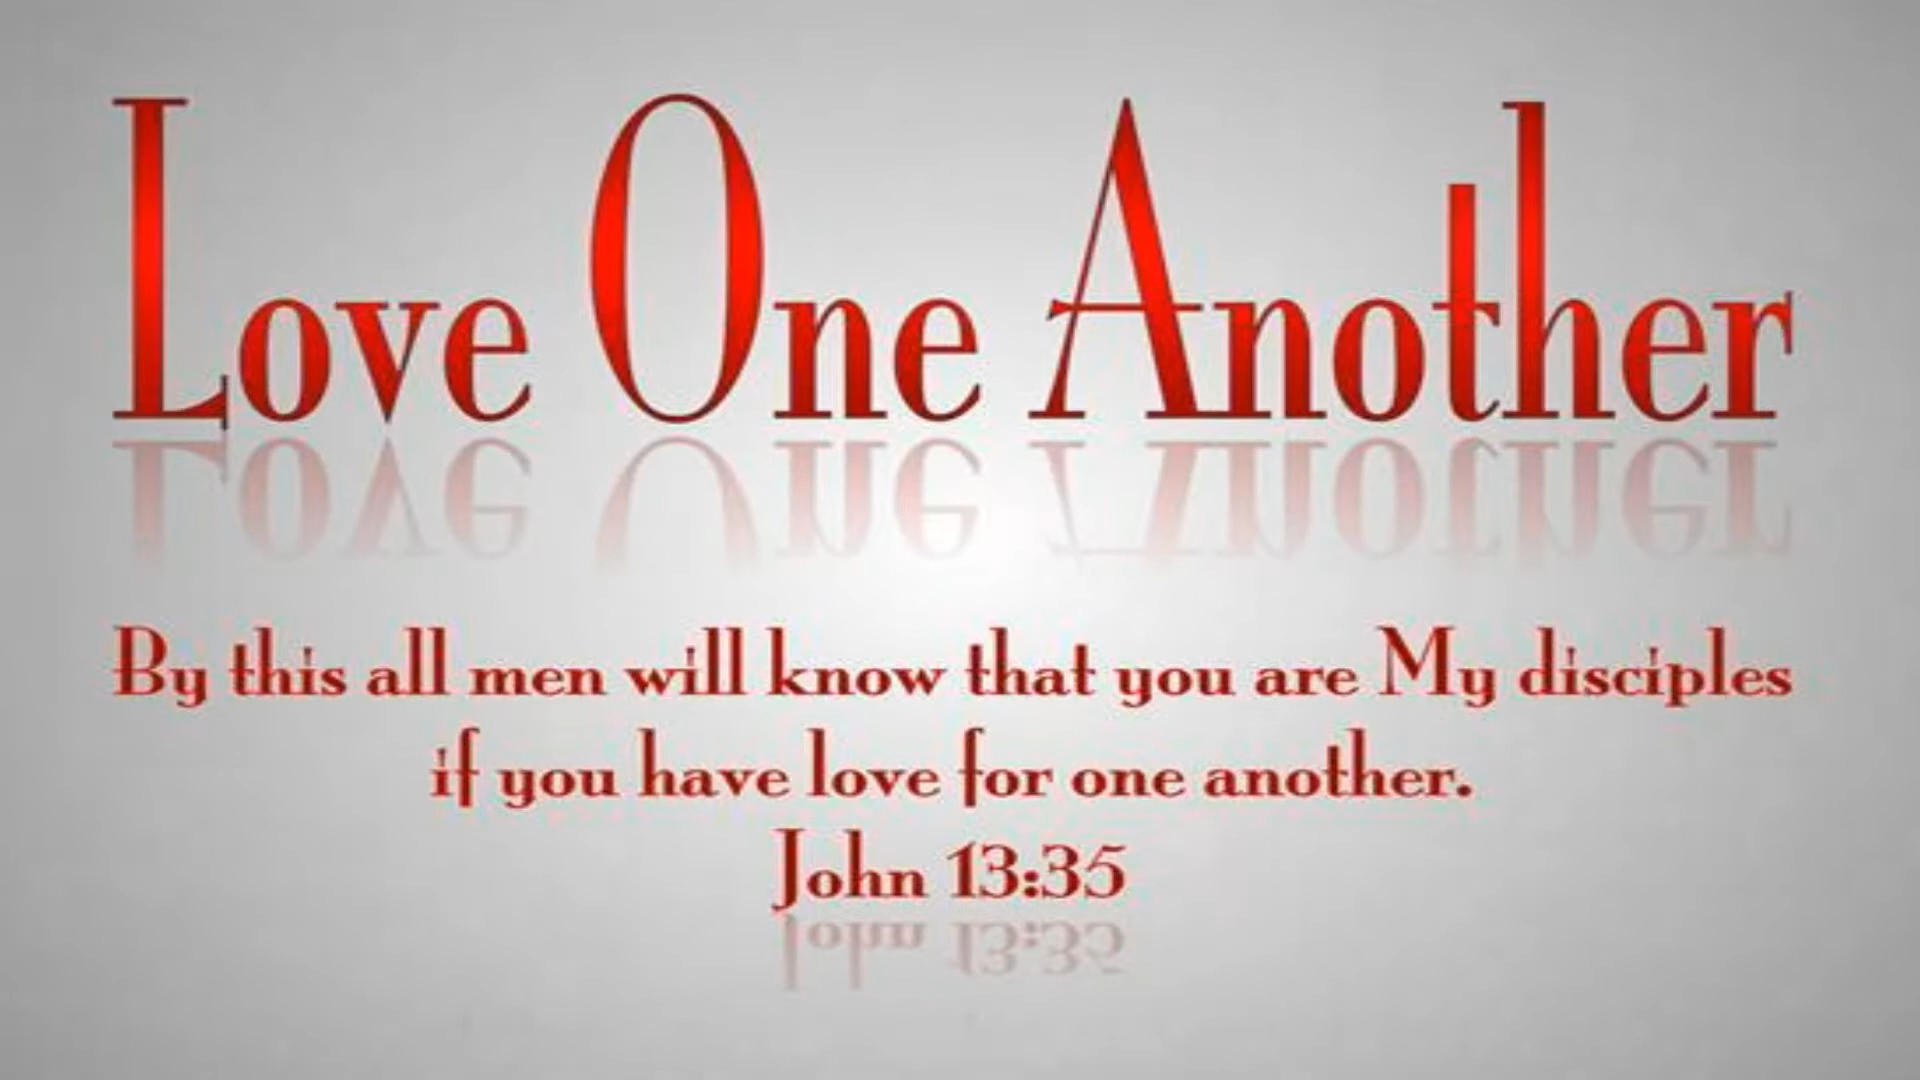 Love One Another
By this all men will know that you are My disciples
if you have love for one another.
John 13:35